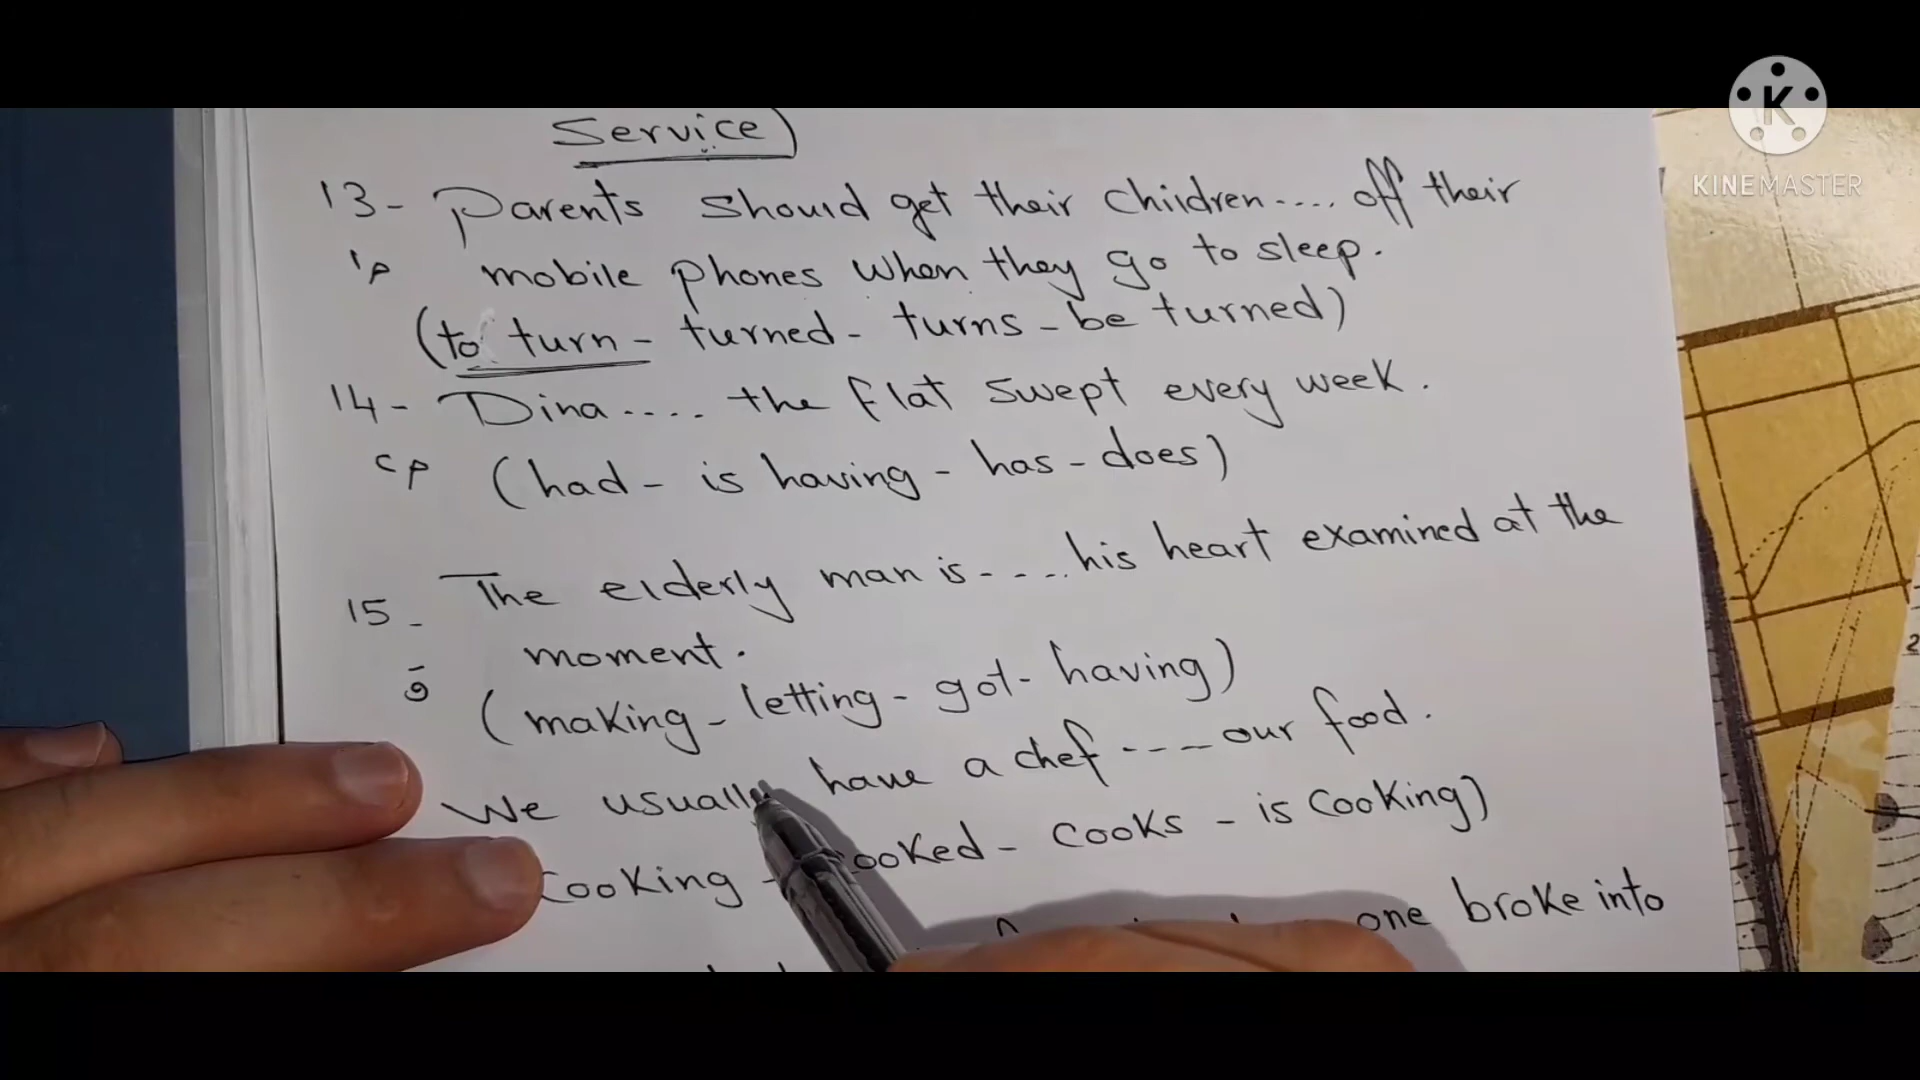 Service)
13- Parents should get their children.... off their
mobile phones when they go to sleep.
(to turn - turned - turns - be turned)
14- Dina.... the flat swept every week.
(had - is having - has - does)
15- The elderly man is.... his heart examined at the
moment.
(making - letting - got - having)
We usually have a chef ---- our food.
cooking - cooked - cooks - is cooking)
one broke into
KINEMASTER